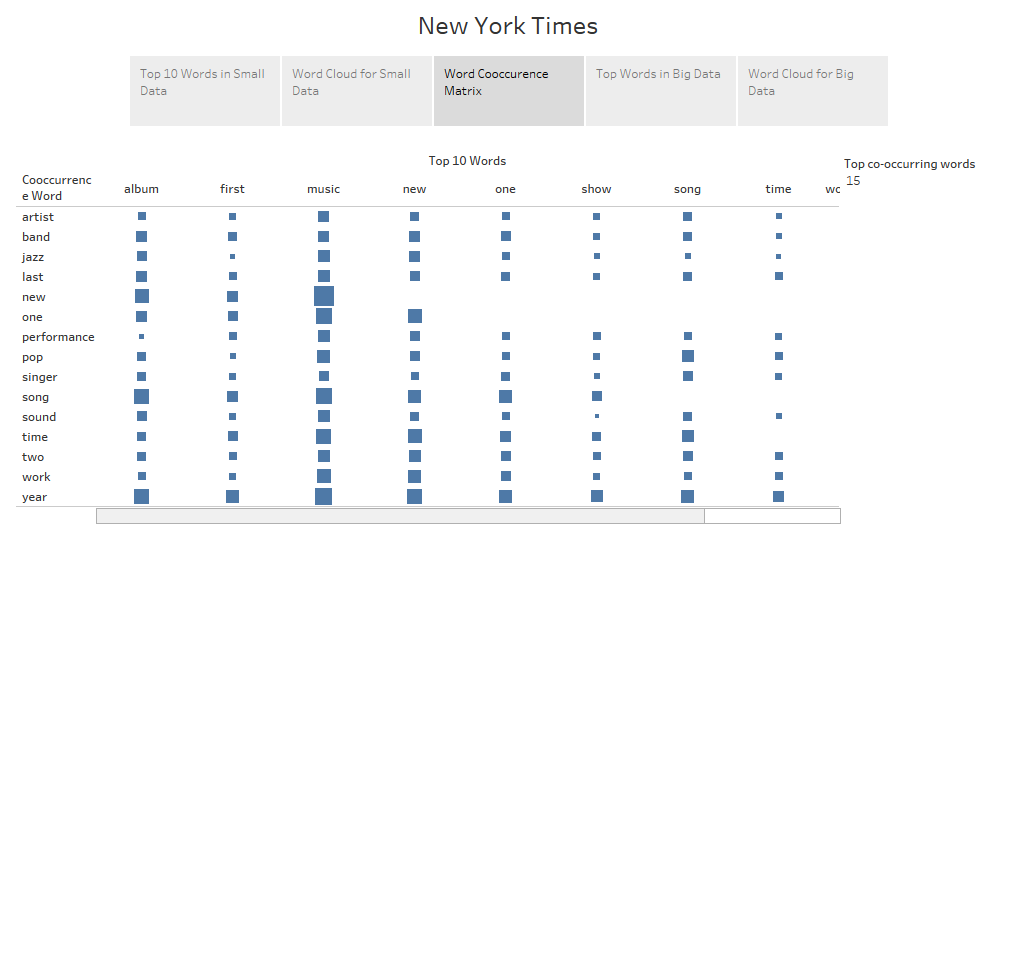 New York Times
Top 10 Words in Small
Data
Word Cloud for Small
Data
Word Cooccurence
Matrix
Top Words in Big Data
Word Cloud for Big
Data
Top 10 Words
Top co-occurring words
15
Cooccurrenc
e Word
album first music new one show song time wo
artist
band
jazz
last
new
one
performance
pop
singer
song
sound
time
two
work
year